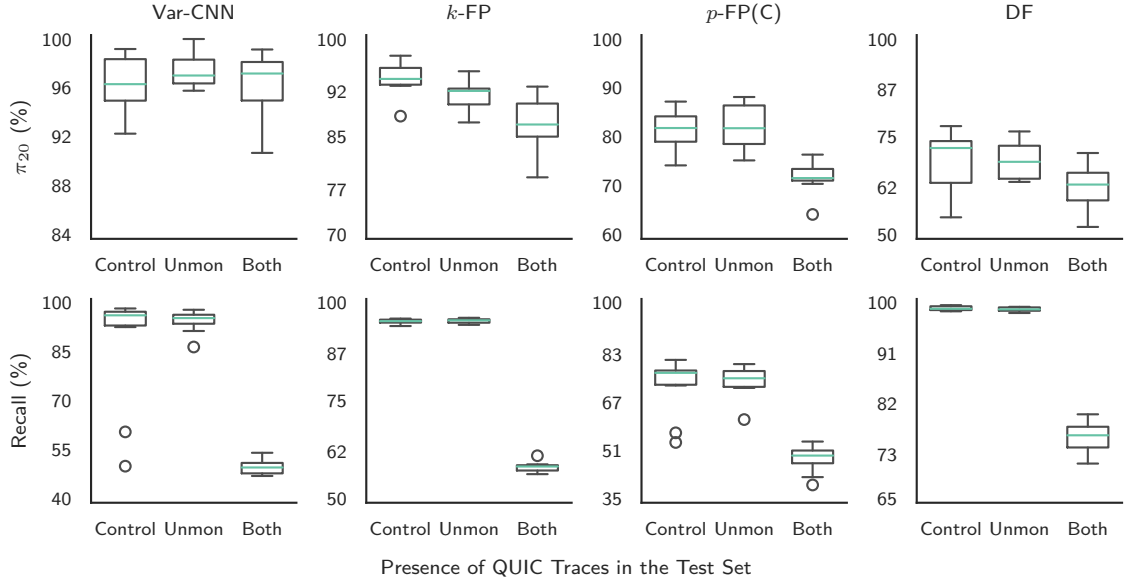 Var-CNN k-FP p-FP(C) DF
π20 (%)
100 100 100 100
96 92 90 87
92 85 80 75
88 77 70 62
84 70 60 50
Control Unmon Both Control Unmon Both Control Unmon Both Control Unmon Both
Recall (%)
100 100 100 100
85 87 83 91
70 75 67 82
55 62 51 73
40 50 35 65
Control Unmon Both Control Unmon Both Control Unmon Both Control Unmon Both
Presence of QUIC Traces in the Test Set